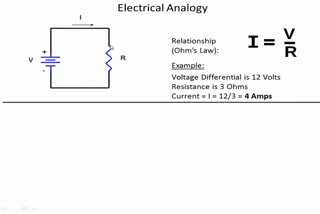 Electrical Analogy
I
+
V
-
R
Relationship
(Ohm's Law):
I = V/R
Example:
Voltage Differential is 12 Volts
Resistance is 3 Ohms
Current = I = 12/3 = 4 Amps